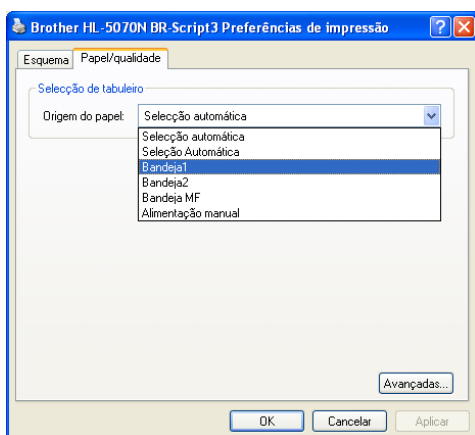 Brother HL-5070N BR-Script3 Preferências de impressão
Esquema Papel/qualidade
Selecção de tabuleiro
Origem do papel: Selecção automática
Selecção automática
Seleção Automática
Bandeja1
Bandeja2
Bandeja MF
Alimentação manual
Avançadas...
OK Cancelar Aplicar